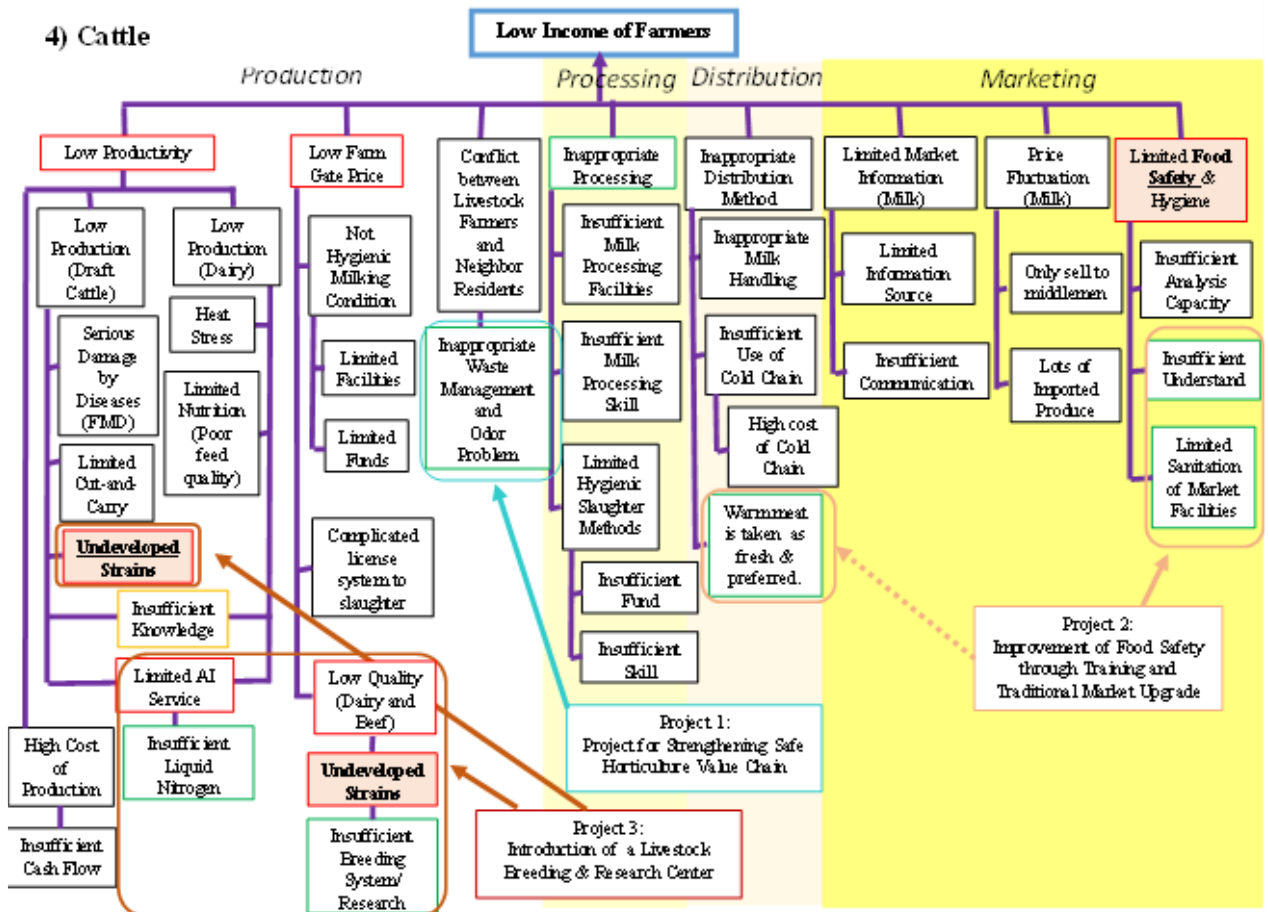 4) Cattle
Low Income of Farmers
Production
Processing
Distribution
Marketing
Low Productivity
Low Production
(Draft Cattle)
Serious
Damage
by
Diseases
(FMD)
Limited
Cut-and-
Carry
Undeveloped
Strains
Low
Production
(Dairy)
Heat
Stress
Limited
Nutrition
(Poor
feed
quality)
Insufficient
Knowledge
Limited AI
Service
Insufficient
Liquid
Nitrogen
High Cost
of
Production
Insufficient
Cash Flow
Low Farm
Gate Price
Not
Hygienic
Milking
Condition
Limited
Facilities
Limited
Funds
Complicated
license
system to
slaughter
Low Quality
(Dairy and
Beef)
Undeveloped
Strains
Insufficient
Breeding
System/
Research
Conflict
between
Livestock
Farmers
and
Neighbor
Residents
Inappropriate
Waste
Management
and
Odor
Problem
Inappropriate
Processing
Insufficient
Milk
Processing
Facilities
Insufficient
Milk
Processing
Skill
Limited
Hygienic
Slaughter
Methods
Insufficient
Fund
Insufficient
Skill
Inappropriate
Distribution
Method
Inappropriate
Milk
Handling
Insufficient
Use of
Cold Chain
High cost
of Cold
Chain
Warm meat
is taken as
fresh &
preferred.
Limited Market
Information
(Milk)
Limited
Information
Source
Insufficient
Communication
Price
Fluctuation
(Milk)
Only sell to
middlemen
Lots of
Imported
Produce
Limited Food
Safety &
Hygiene
Insufficient
Analysis
Capacity
Insufficient
Understand
Limited
Sanitation
of Market
Facilities
Project 1:
Project for Strengthening Safe
Horticulture Value Chain
Project 2:
Improvement of Food Safety
through Training and
Traditional Market Upgrade
Project 3:
Introduction of a Livestock
Breeding & Research Center